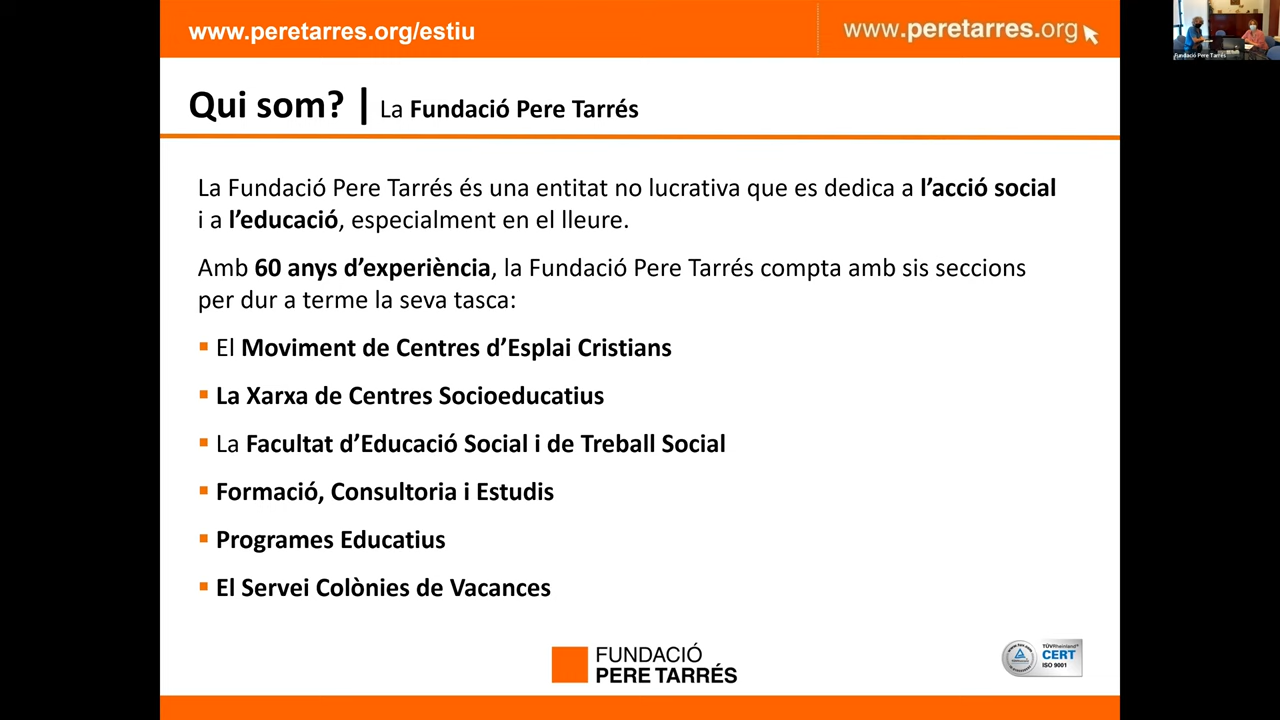 www.peretarres.org/estiu
www.peretarres.org
Fundació Pere Tarrés
Qui som? | La Fundació Pere Tarrés
La Fundació Pere Tarrés és una entitat no lucrativa que es dedica a l’acció social
i a l’educació, especialment en el lleure.
Amb 60 anys d’experiència, la Fundació Pere Tarrés compta amb sis seccions
per dur a terme la seva tasca:
▪ El Moviment de Centres d’Esplai Cristians
▪ La Xarxa de Centres Socioeducatius
▪ La Facultat d’Educació Social i de Treball Social
▪ Formació, Consultoria i Estudis
▪ Programes Educatius
▪ El Servei Colònies de Vacances
FUNDACIÓ
PERE TARRÉS
TÜVRheinland
CERT
ISO 9001